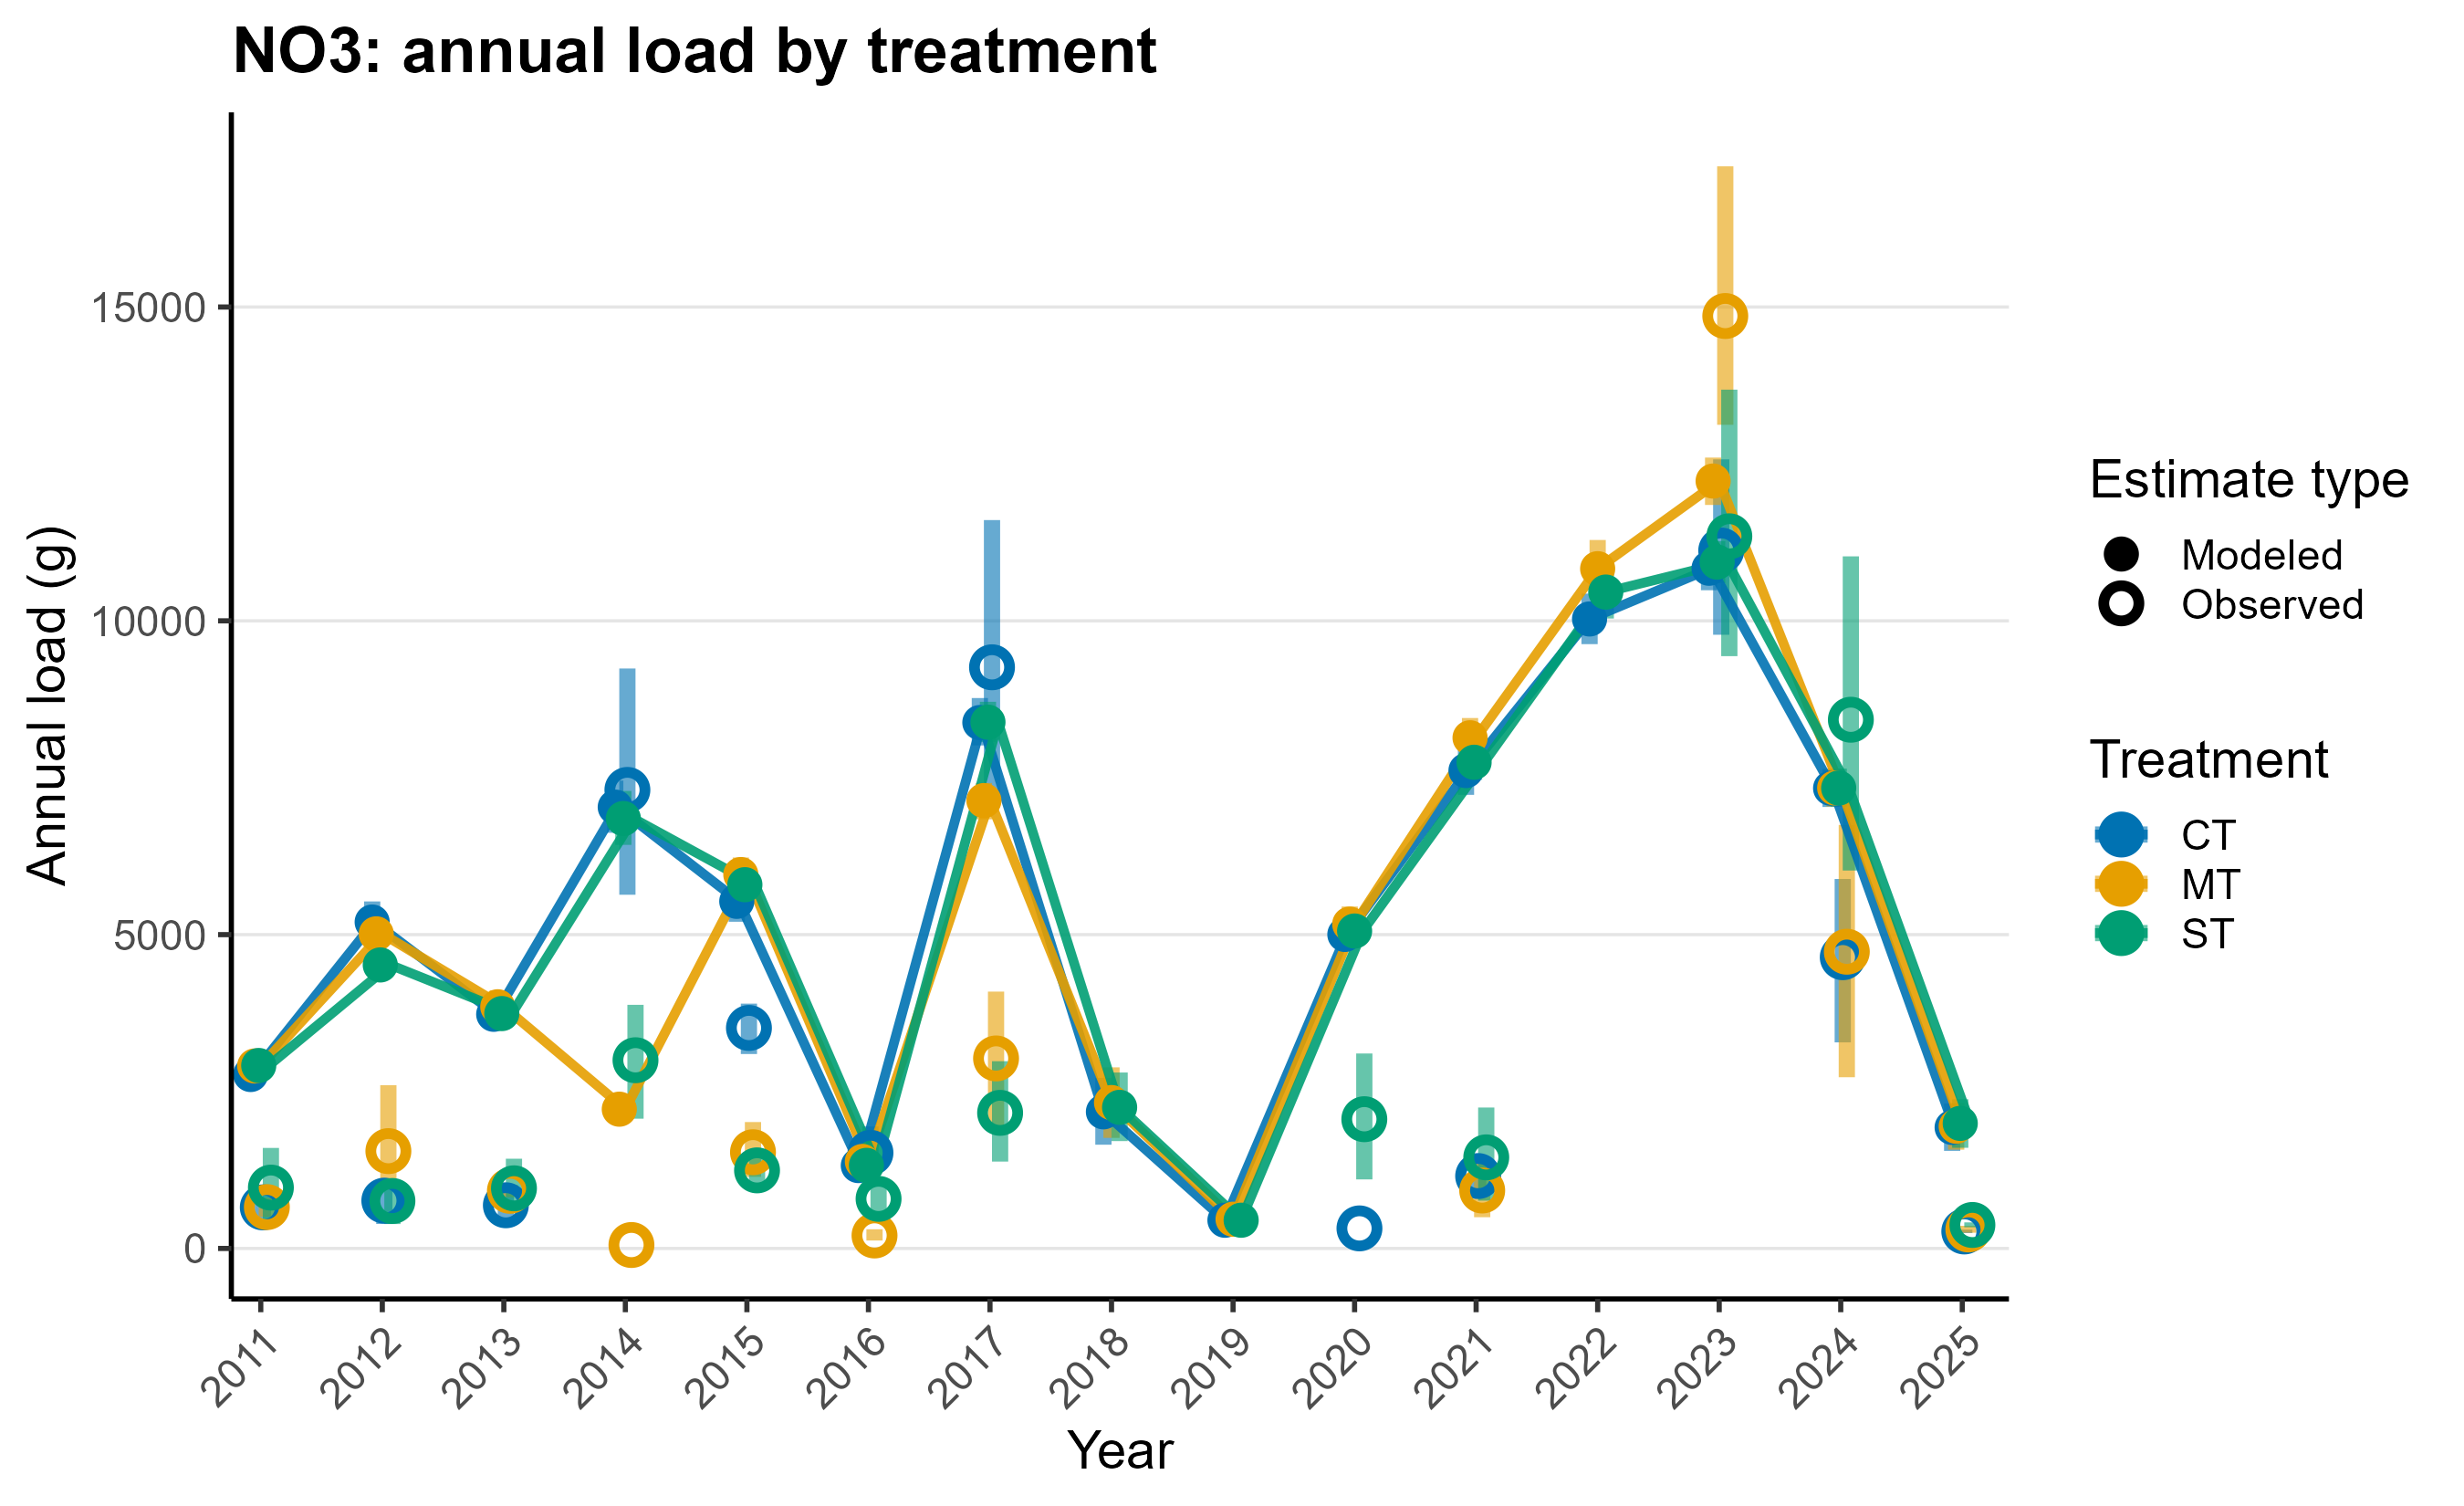 NO3: annual load by treatment
Annual load (g)
15000
10000
5000
0
2011
2012
2013
2014
2015
2016
2017
2018
2019
2020
2021
2022
2023
2024
2025
Year
Estimate type
Modeled
Observed
Treatment
CT
MT
ST